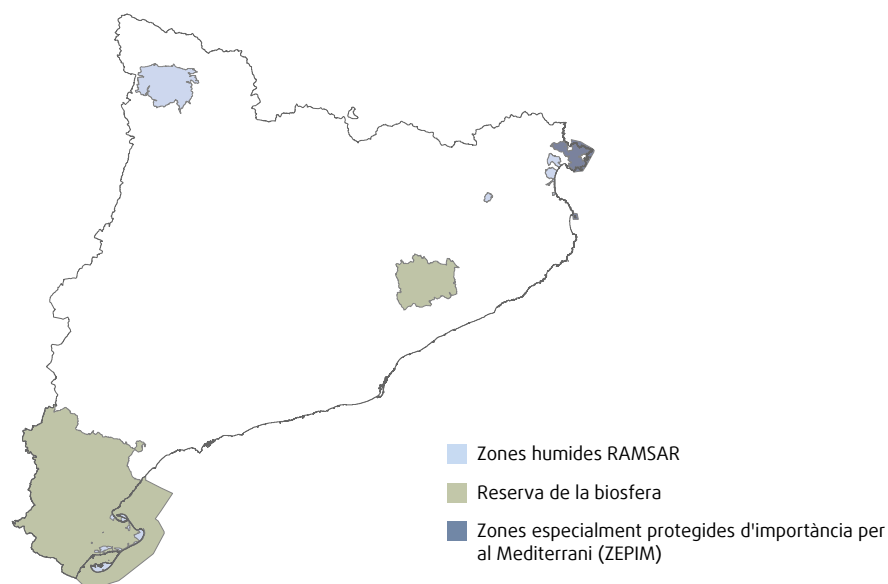 Zones humides RAMSAR
Reserva de la biosfera
Zones especialment protegides d'importància per
al Mediterrani (ZEPIM)